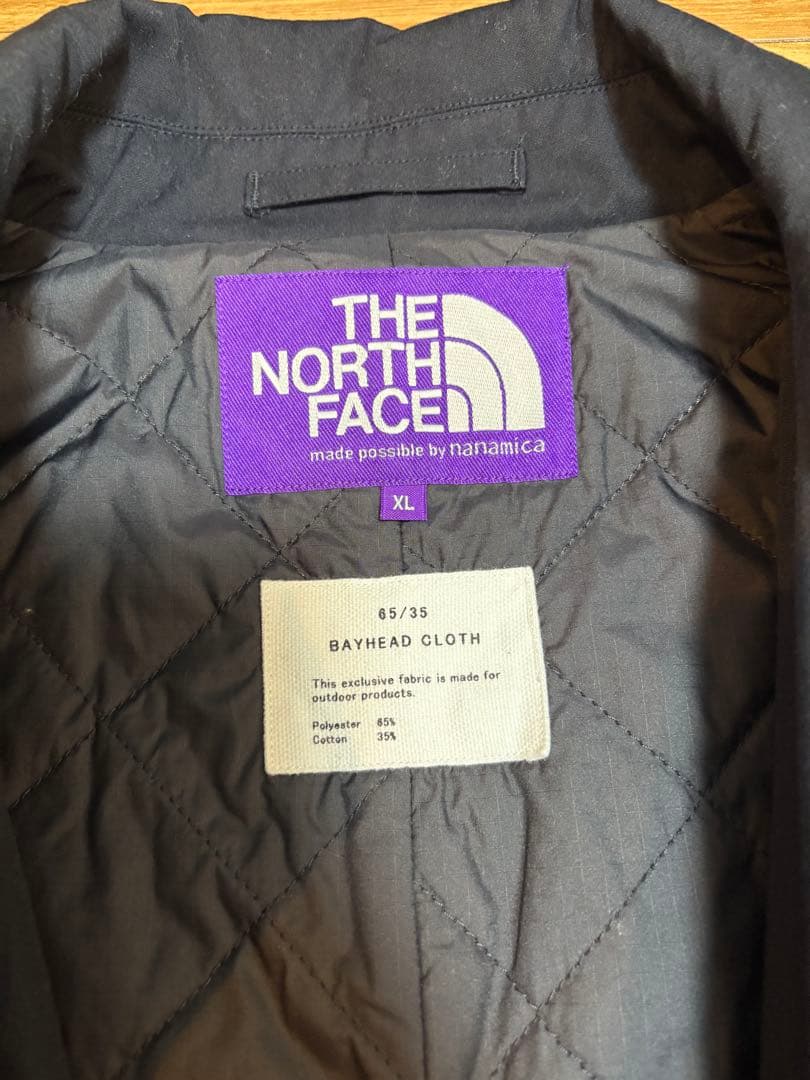 THE
NORTH
FACE
made possible by nanamica
XL
65/35
BAYHEAD CLOTH
This exclusive fabric is made for
outdoor products.
Polyester 65%
Cotton 35%